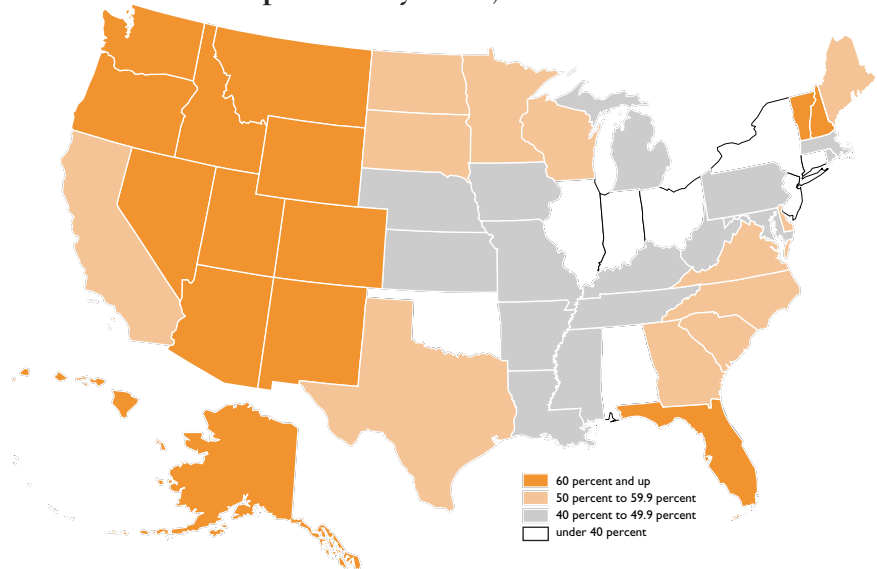 60 percent and up
50 percent to 59.9 percent
40 percent to 49.9 percent
under 40 percent